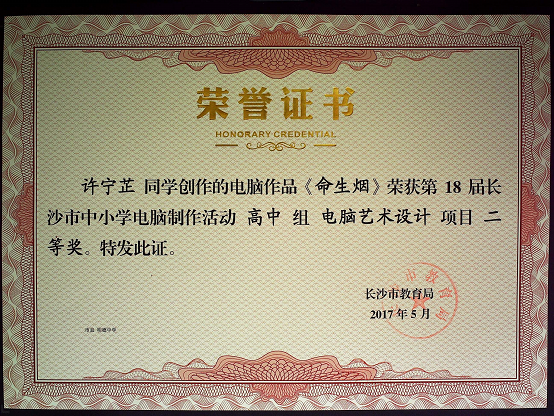 荣誉证书
HONORARY CREDENTIAL
许宁芷 同学创作的电脑作品《命生烟》荣获第 18 届长
沙市中小学电脑制作活动 高中 组 电脑艺术设计 项目 二
等奖。特发此证。
长沙市教育局
2017 年 5 月